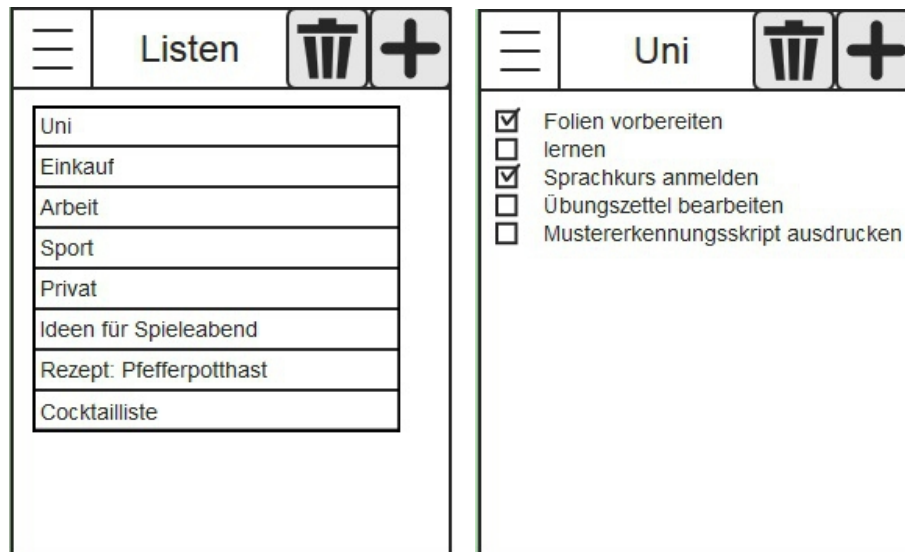 Listen
Uni
Einkauf
Arbeit
Sport
Privat
Ideen für Spieleabend
Rezept: Pfefferpotthast
Cocktailliste
Uni
Folien vorbereiten
lernen
Sprachkurs anmelden
Übungszettel bearbeiten
Mustererkennungsskript ausdrucken